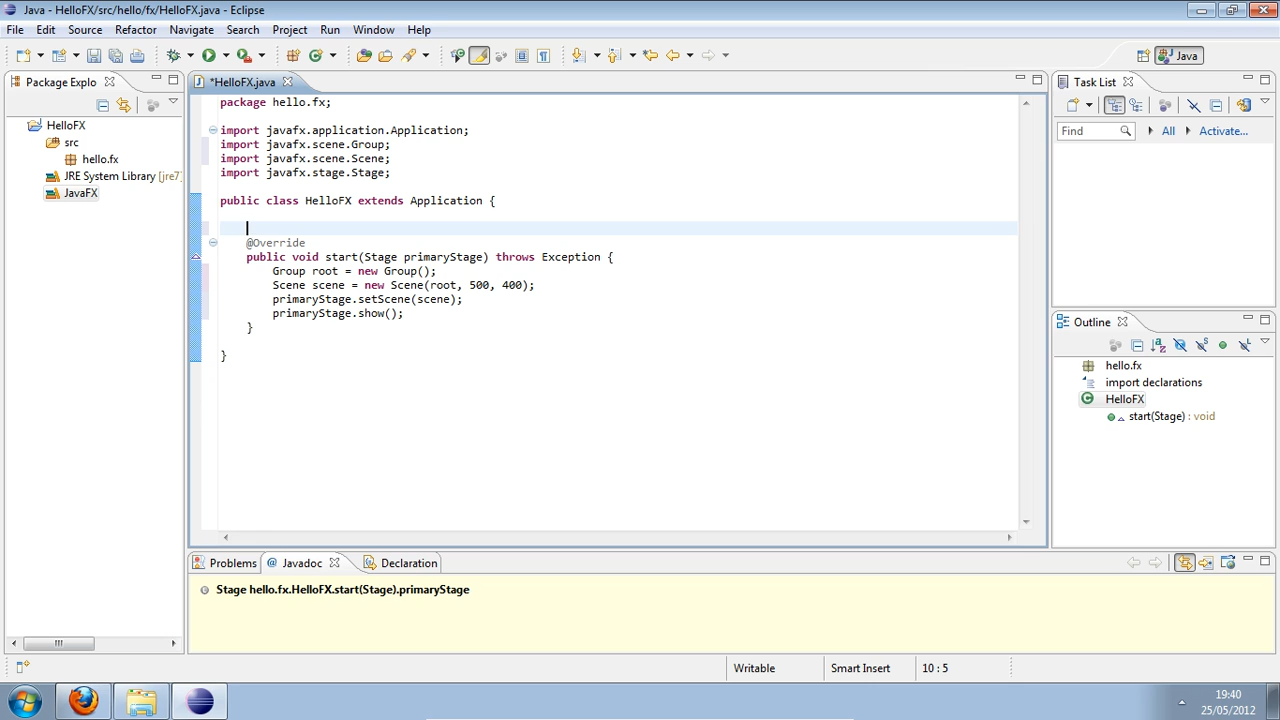 Java - HelloFX/src/hello/fx/HelloFX.java - Eclipse
File Edit Source Refactor Navigate Search Project Run Window Help
Java
Package Explo
HelloFX
src
hello.fx
JRE System Library [jre7]
JavaFX
*HelloFX.java
package hello.fx;
import javafx.application.Application;
import javafx.scene.Group;
import javafx.scene.Scene;
import javafx.stage.Stage;
public class HelloFX extends Application {
@Override
public void start(Stage primaryStage) throws Exception {
Group root = new Group();
Scene scene = new Scene(root, 500, 400);
primaryStage.setScene(scene);
primaryStage.show();
}
}
Task List
Find All Activate...
Outline
hello.fx
import declarations
HelloFX
start(Stage) : void
Problems @ Javadoc Declaration
Stage hello.fx.HelloFX.start(Stage).primaryStage
Writable Smart Insert 10 : 5
19:40
25/05/2012